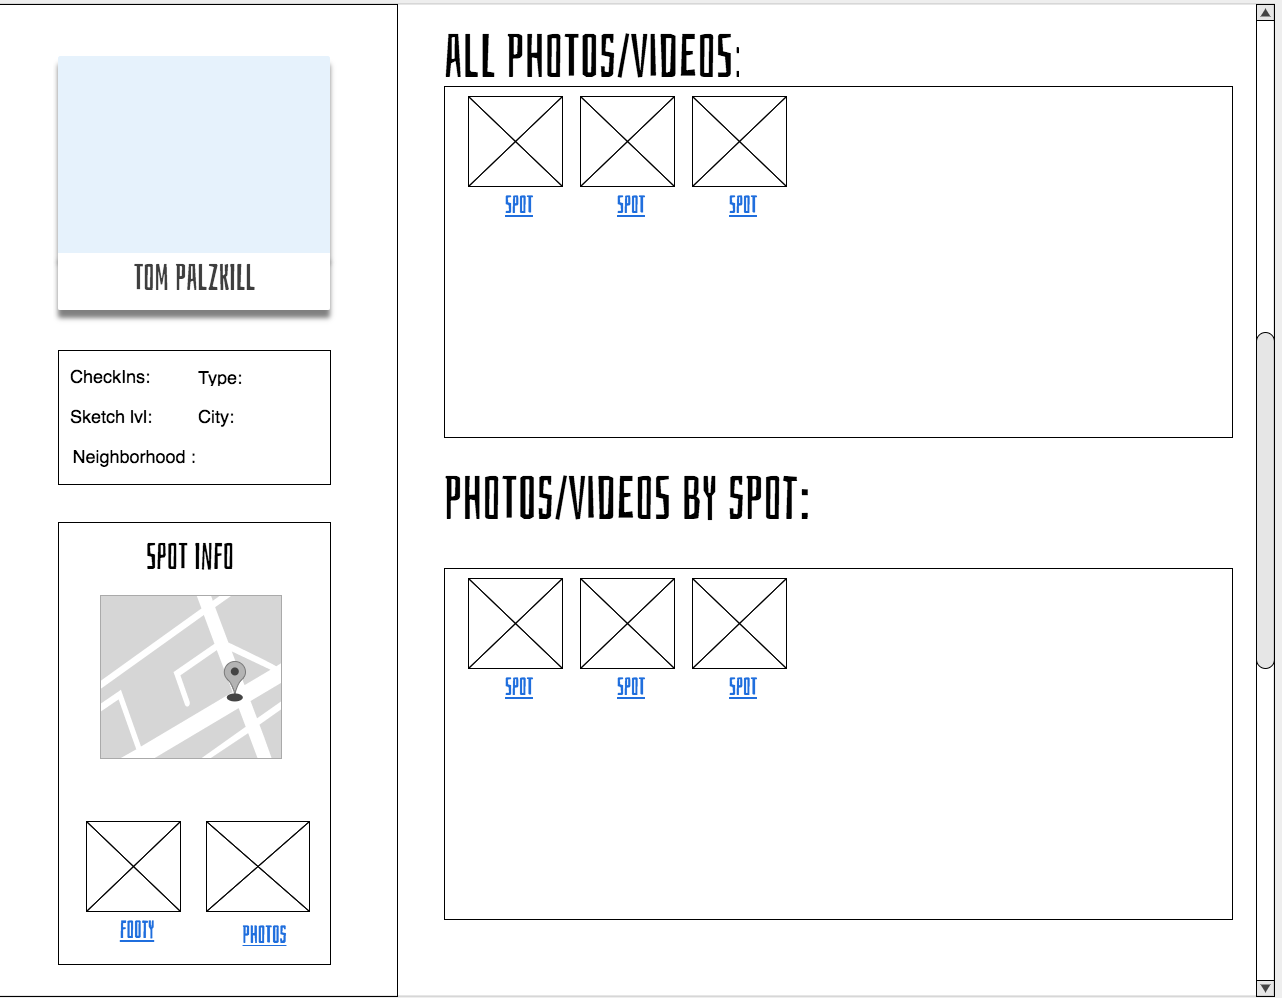 TOM PALZKILL
CheckIns: Type:
Sketch lvl: City:
Neighborhood :
SPOT INFO
FOOTY PHOTOS
ALL PHOTOS/VIDEOS:
SPOT SPOT SPOT
PHOTOS/VIDEOS BY SPOT:
SPOT SPOT SPOT